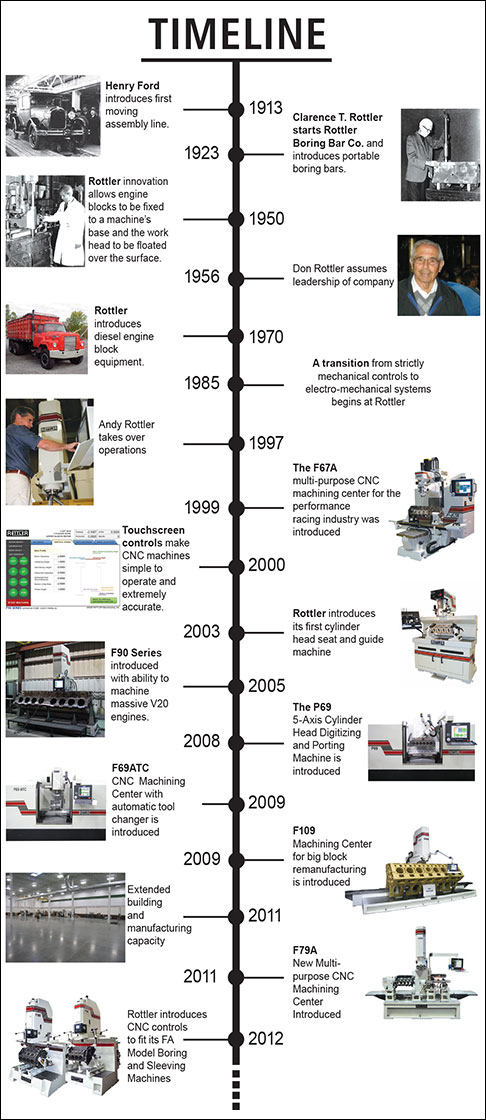 TIMELINE
Henry Ford
introduces first
moving
assembly line.
1913
1923
Clarence T. Rottler
starts Rottler
Boring Bar Co. and
introduces portable
boring bars.
Rottler innovation
allows engine
blocks to be fixed
to a machine's
base and the work
head to be floated
over the surface.
1950
1956
Don Rottler assumes
leadership of company
Rottler
introduces
diesel engine
block
equipment.
1970
1985
A transition from strictly
mechanical controls to
electro-mechanical systems
begins at Rottler
Andy Rottler
takes over
operations
1997
1999
The F67A
multi-purpose CNC
machining center for the
performance
racing industry was
introduced
ROTTLER
Touchscreen
controls make
CNC machines
simple to
operate and
extremely
accurate.
2000
2003
Rottler introduces
its first cylinder
head seat and guide
machine
F90 Series
introduced
with ability to
machine
massive V20
engines.
2005
2008
The P69
5-Axis Cylinder
Head Digitizing
and Porting
Machine is
introduced
P69
F69ATC
CNC Machining
Center with
automatic tool
changer is
introduced
2009
2009
F109
Machining Center
for big block
remanufacturing
is introduced
Extended
building
and
manufacturing
capacity
2011
2011
F79A
New Multi-
purpose CNC
Machining
Center
Introduced
Rottler introduces
CNC controls
to fit its FA
Model Boring
and Sleeving
Machines
2012